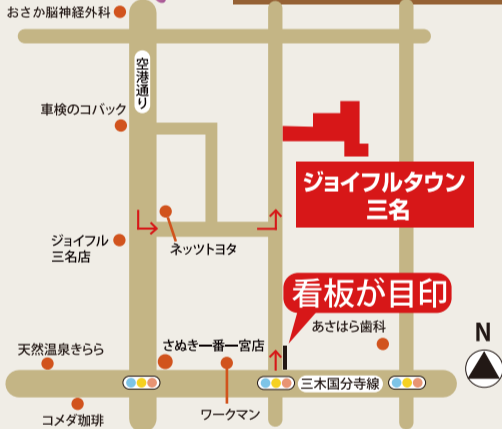 おさか脳神経外科
空港通り
車検のコバック
ジョイフルタウン
三名
ジョイフル
三名店
ネッツトヨタ
看板が目印
あさはら歯科
N
天然温泉きらら
さぬき一番一宮店
三木国分寺線
コメダ珈琲
ワークマン